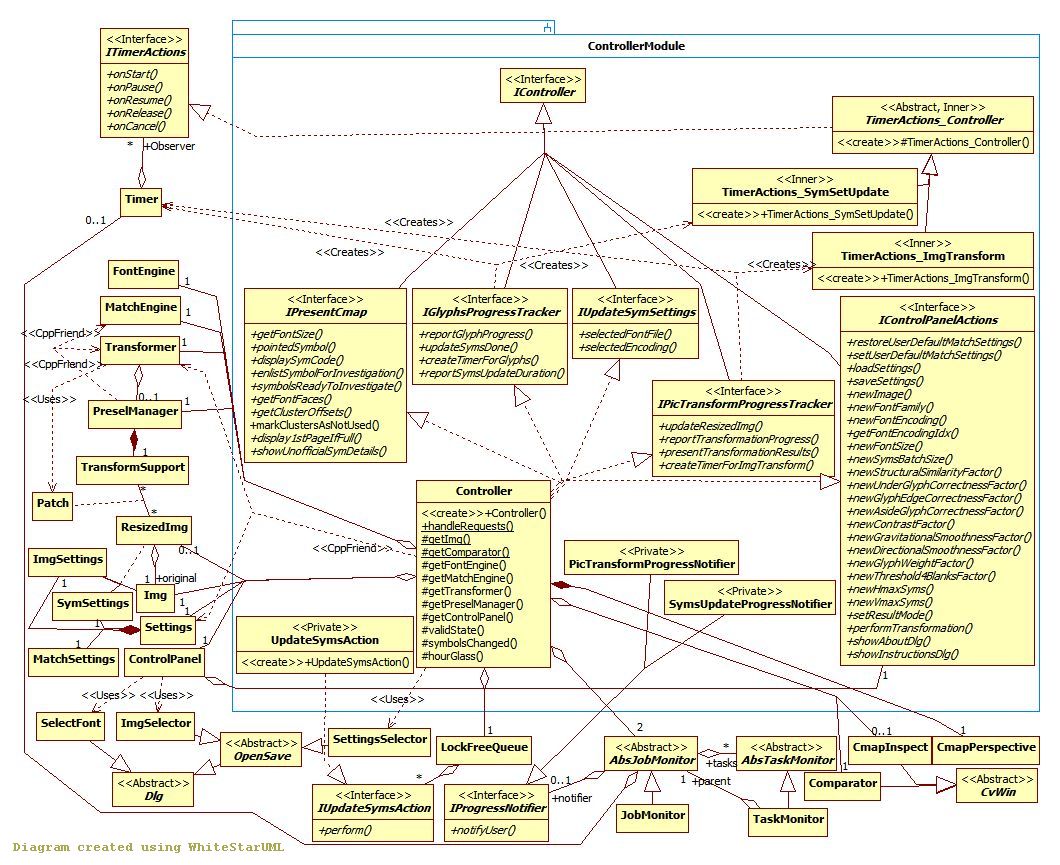 ControllerModule
<<Interface>>
ITimerActions
+onStart()
+onPause()
+onResume()
+onRelease()
+onCancel()
* +Observer
Timer
0..1
<<Interface>>
IController
<<Abstract, Inner>>
TimerActions_Controller
<<create>>#TimerActions_Controller()
<<Inner>>
TimerActions_SymSetUpdate
<<create>>+TimerActions_SymSetUpdate()
<<Inner>>
TimerActions_ImgTransform
<<create>>+TimerActions_ImgTransform()
<<Creates>>
<<Creates>>
<<Creates>>
<<Creates>>
FontEngine
1
MatchEngine
1
<<CppFriend>>
Transformer
1
<<CppFriend>>
0..1
<<Uses>>
PreselManager
1
TransformSupport
*
Patch
*
ResizedImg
0..1
ImgSettings
1
+original
1
Img
1
SymSettings
1
1
Settings
1
MatchSettings
1
ControlPanel
1
<<Interface>>
IPresentCmap
+getFontSize()
+pointedSymbol()
+displaySymCode()
+enlistSymbolForInvestigation()
+symbolsReadyToInvestigate()
+getFontFaces()
+getClusterOffsets()
+markClustersAsNotUsed()
+display1stPageIfFull()
+showUnofficialSymDetails()
<<Interface>>
IGlyphsProgressTracker
+reportGlyphProgress()
+updateSymsDone()
+createTimerForGlyphs()
+reportSymsUpdateDuration()
<<Interface>>
IUpdateSymSettings
+selectedFontFile()
+selectedEncoding()
<<Interface>>
IPicTransformProgressTracker
+updateResizedImg()
+reportTransformationProgress()
+presentTransformationResults()
+createTimerForImgTransform()
<<Interface>>
IControlPanelActions
+restoreUserDefaultMatchSettings()
+setUserDefaultMatchSettings()
+loadSettings()
+saveSettings()
+newImage()
+newFontFamily()
+newFontEncoding()
+getFontEncodingIdx()
+newFontSize()
+newSymsBatchSize()
+newStructuralSimilarityFactor()
+newUnderGlyphCorrectnessFactor()
+newGlyphEdgeCorrectnessFactor()
+newAsideGlyphCorrectnessFactor()
+newContrastFactor()
+newGravitationalSmoothnessFactor()
+newDirectionalSmoothnessFactor()
+newGlyphWeightFactor()
+newThreshold4BlanksFactor()
+newHmaxSyms()
+newVmaxSyms()
+setResultMode()
+performTransformation()
+showAboutDlg()
+showInstructionsDlg()
1
Controller
<<create>>+Controller()
+handleRequests()
#getImg()
#getComparator()
#getFontEngine()
#getMatchEngine()
#getTransformer()
#getPreselManager()
#getControlPanel()
#validState()
#symbolsChanged()
#hourGlass()
<<CppFriend>>
<<Private>>
PicTransformProgressNotifier
<<Private>>
SymsUpdateProgressNotifier
<<Private>>
UpdateSymsAction
<<create>>+UpdateSymsAction()
<<Uses>>
<<Uses>>
<<Uses>>
SelectFont
ImgSelector
<<Abstract>>
OpenSave
<<Abstract>>
Dlg
SettingsSelector
1
LockFreeQueue
*
<<Interface>>
IUpdateSymsAction
+perform()
<<Interface>>
IProgressNotifier
+notifyUser()
0..1
+notifier
2
<<Abstract>>
AbsJobMonitor
*
+tasks
1 +parent
<<Abstract>>
AbsTaskMonitor
JobMonitor
TaskMonitor
0..1
CmapInspect
1
CmapPerspective
1
Comparator
<<Abstract>>
CvWin
Diagram created using WhiteStarUML